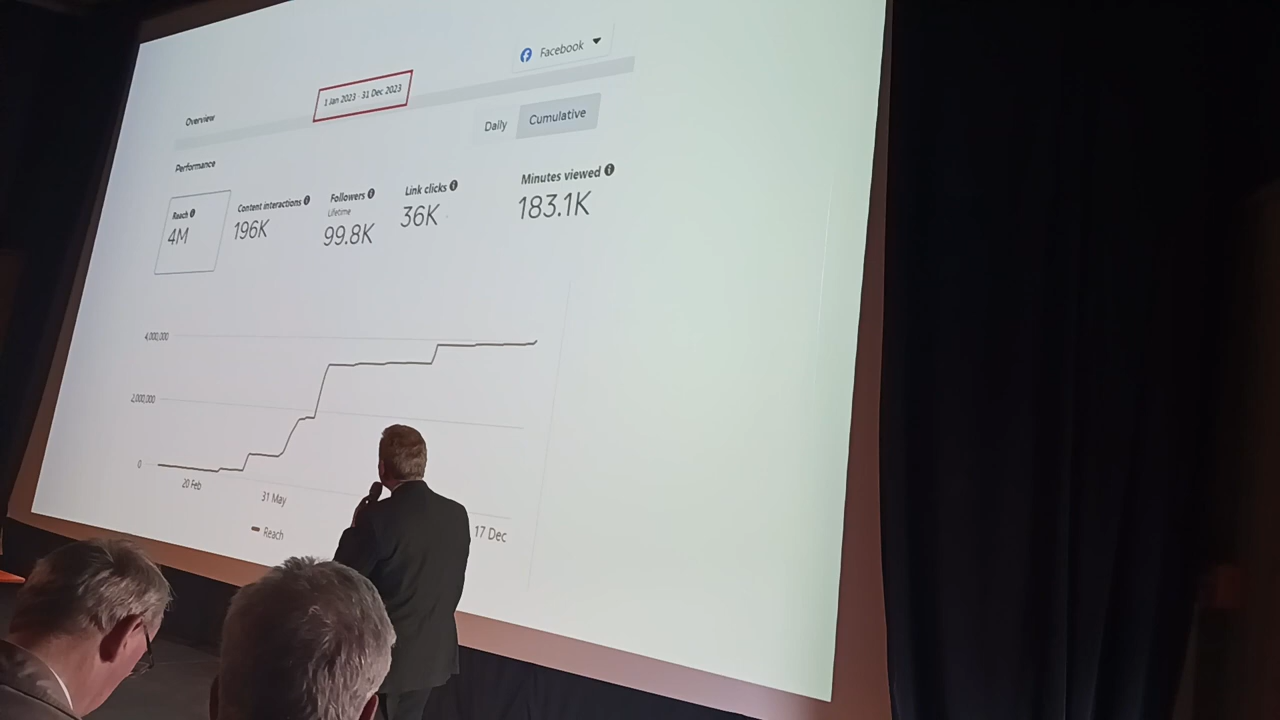 Facebook
1 Jan 2023 - 31 Dec 2023
Overview
Daily
Cumulative
Performance
Reach
4M
Content interactions
196K
Followers
Lifetime
99.8K
Link clicks
36K
Minutes viewed
183.1K
4,000,000
2,000,000
0
20 Feb
31 May
17 Dec
Reach